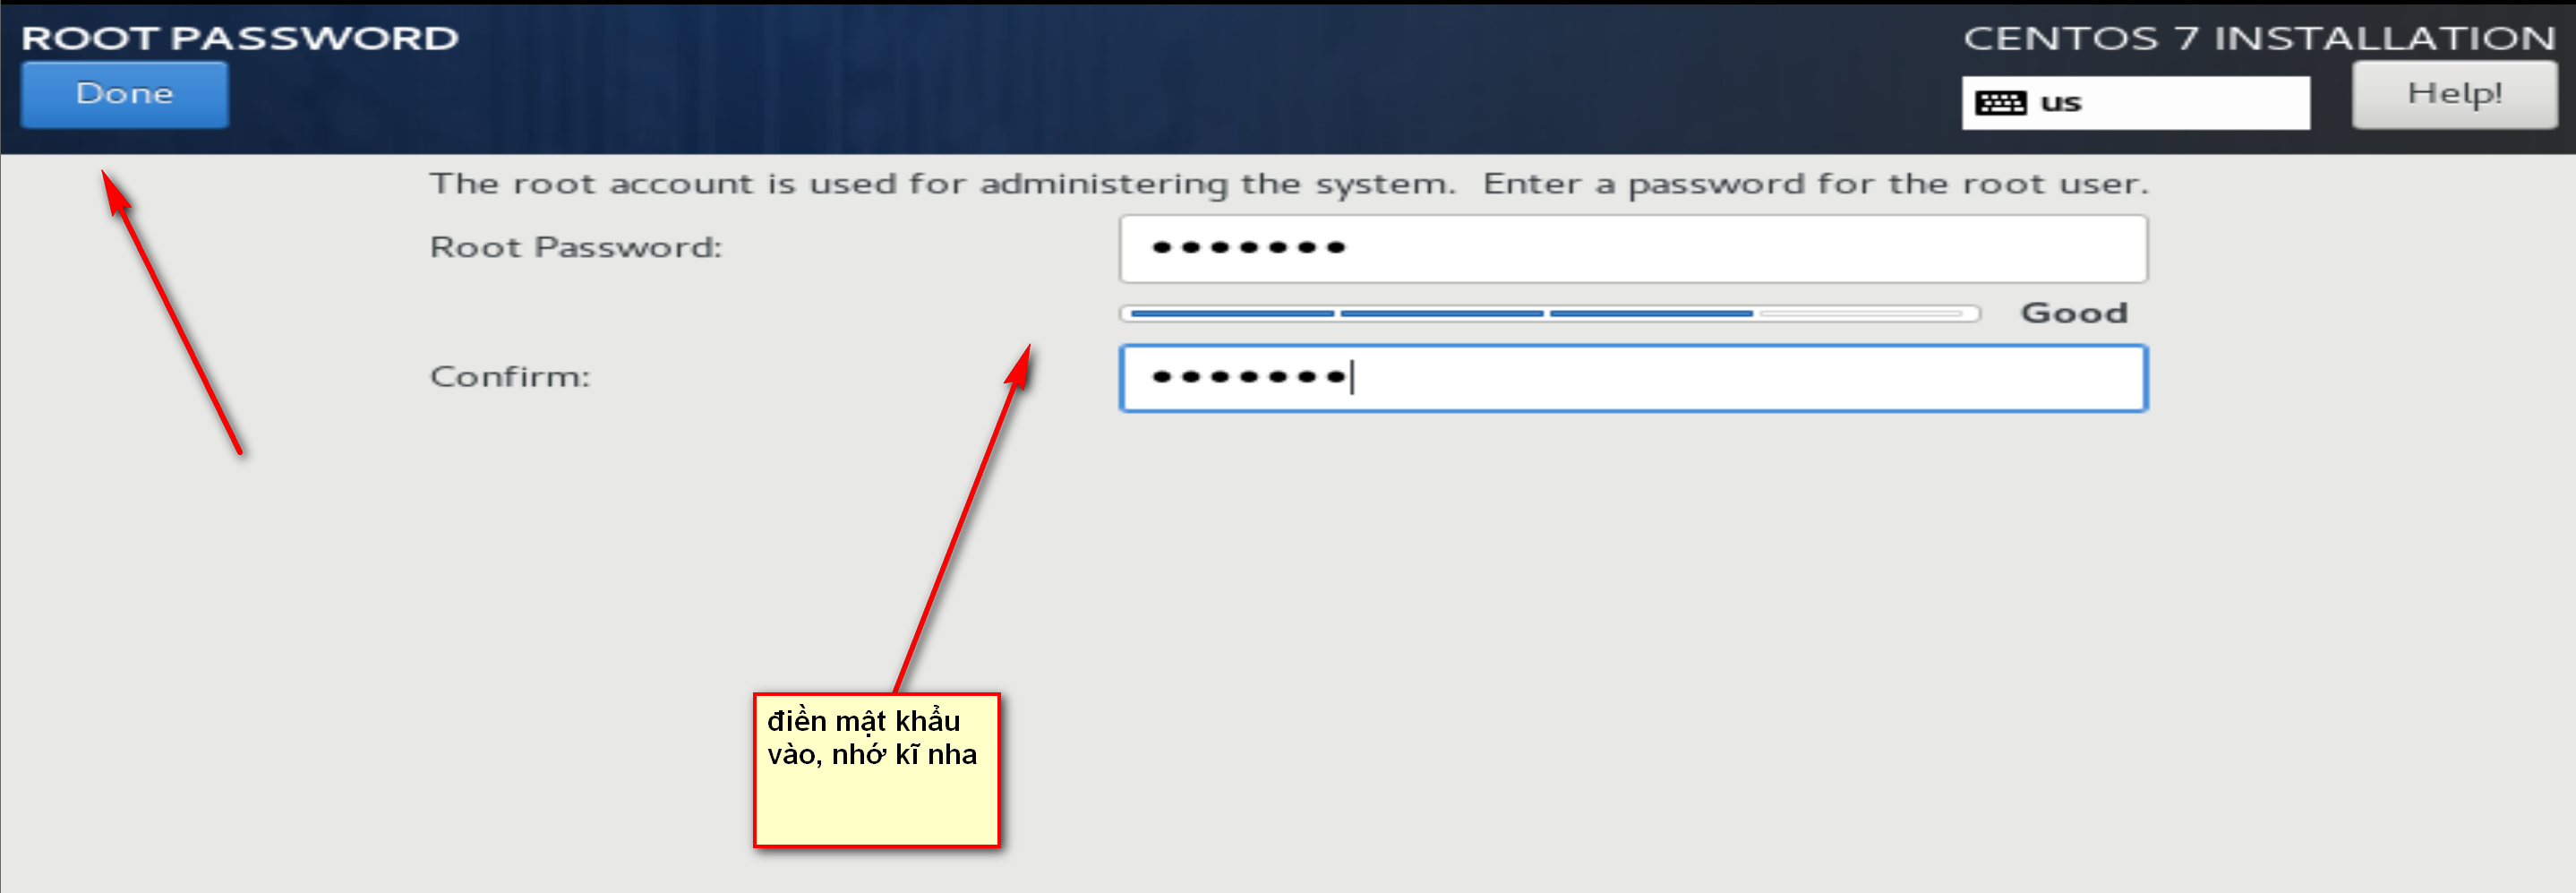 ROOT PASSWORD
CENTOS 7 INSTALLATION
Done
us
Help!
The root account is used for administering the system.  Enter a password for the root user.
Root Password:
•••••••
Good
Confirm:
•••••••
điền mật khẩu
vào, nhớ kĩ nha